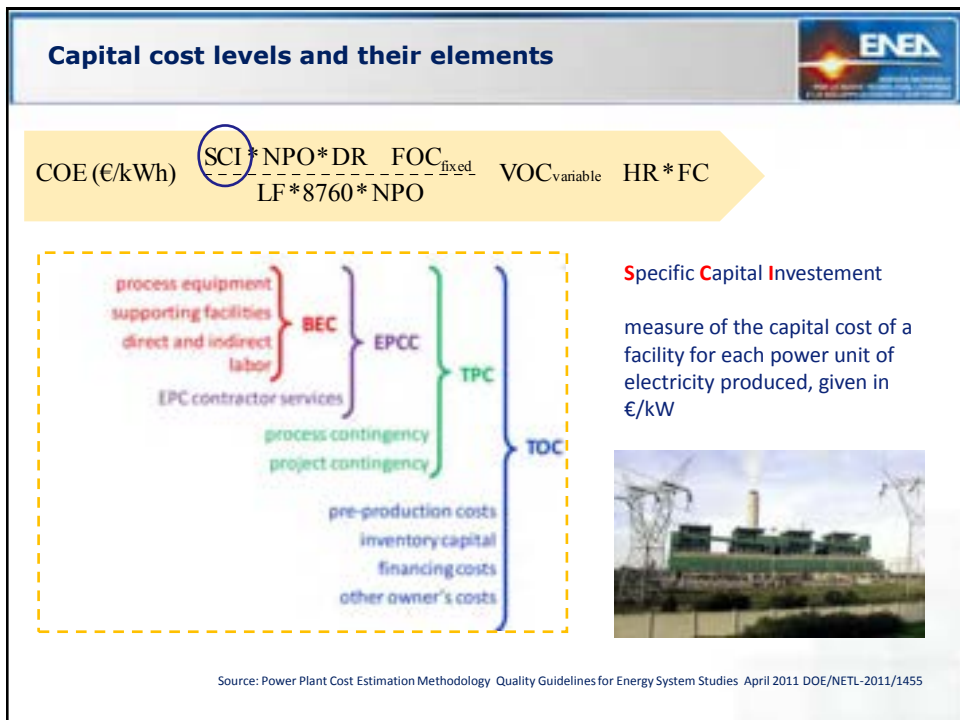 Capital cost levels and their elements
ENEA
COE (€/kWh) SCI*NPO*DR FOC fixed VOC variable HR*FC
LF*8760*NPO
process equipment
supporting facilities
direct and indirect
labor
BEC
EPC contractor services
EPCC
process contingency
project contingency
TPC
pre-production costs
inventory capital
financing costs
other owner's costs
TOC
Specific Capital Investement
measure of the capital cost of a
facility for each power unit of
electricity produced, given in
€/kW
Source: Power Plant Cost Estimation Methodology Quality Guidelines for Energy System Studies April 2011 DOE/NETL-2011/1455